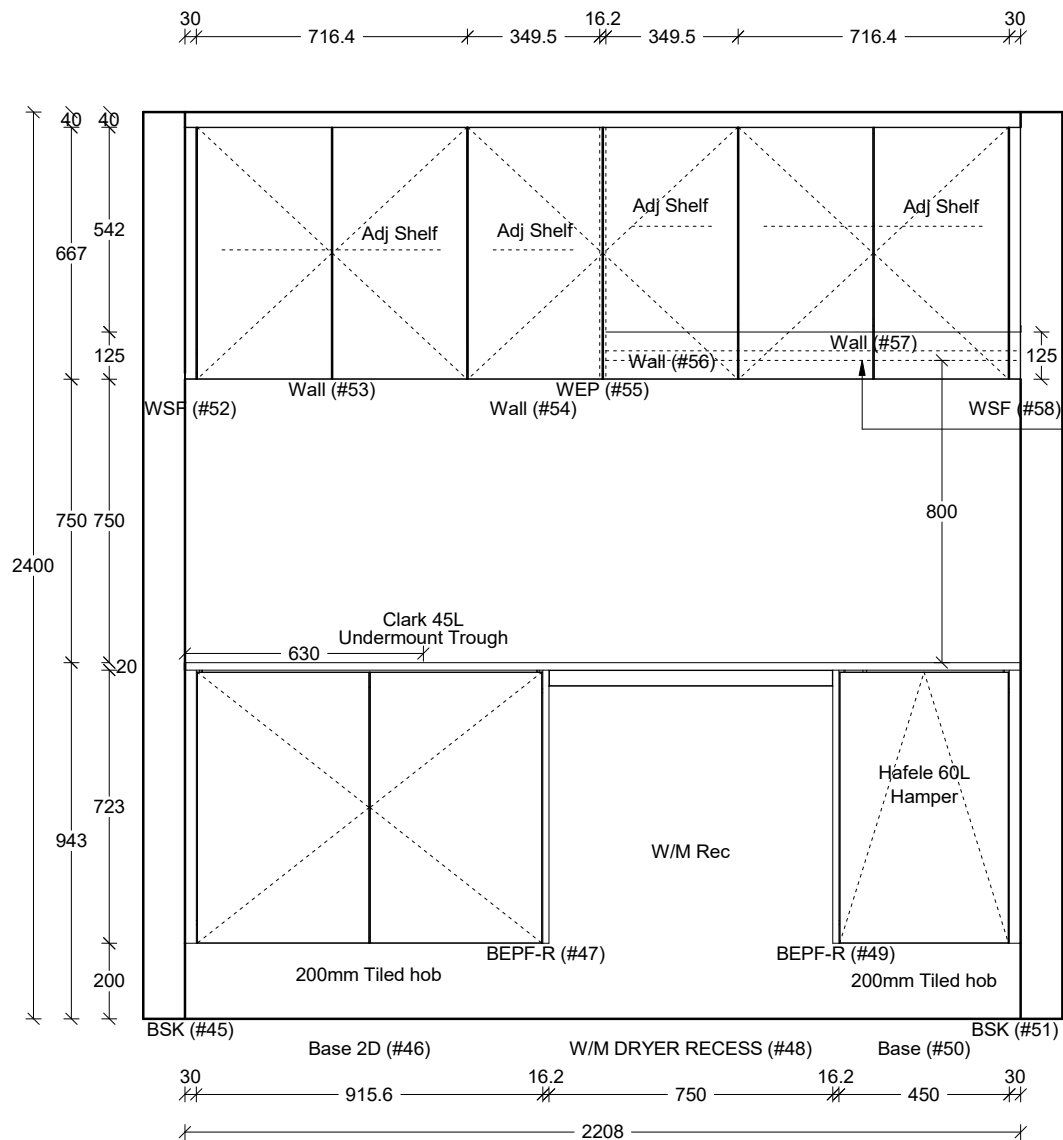 30 16.2 30
716.4 349.5 349.5 716.4
40 40
542
667
125
750 750
2400
20
723
943
200
Adj Shelf
Adj Shelf
Adj Shelf
Adj Shelf
Wall (#57)
Wall (#56)
125
Wall (#53) WEP (#55)
WSF (#52) Wall (#54) WSF (#58)
800
Clark 45L
Undermount Trough
630
Hafele 60L
Hamper
W/M Rec
BEPF-R (#47) BEPF-R (#49)
200mm Tiled hob 200mm Tiled hob
BSK (#45) BSK (#51)
Base 2D (#46) W/M DRYER RECESS (#48) Base (#50)
30 16.2 16.2 30
915.6 750 450
2208